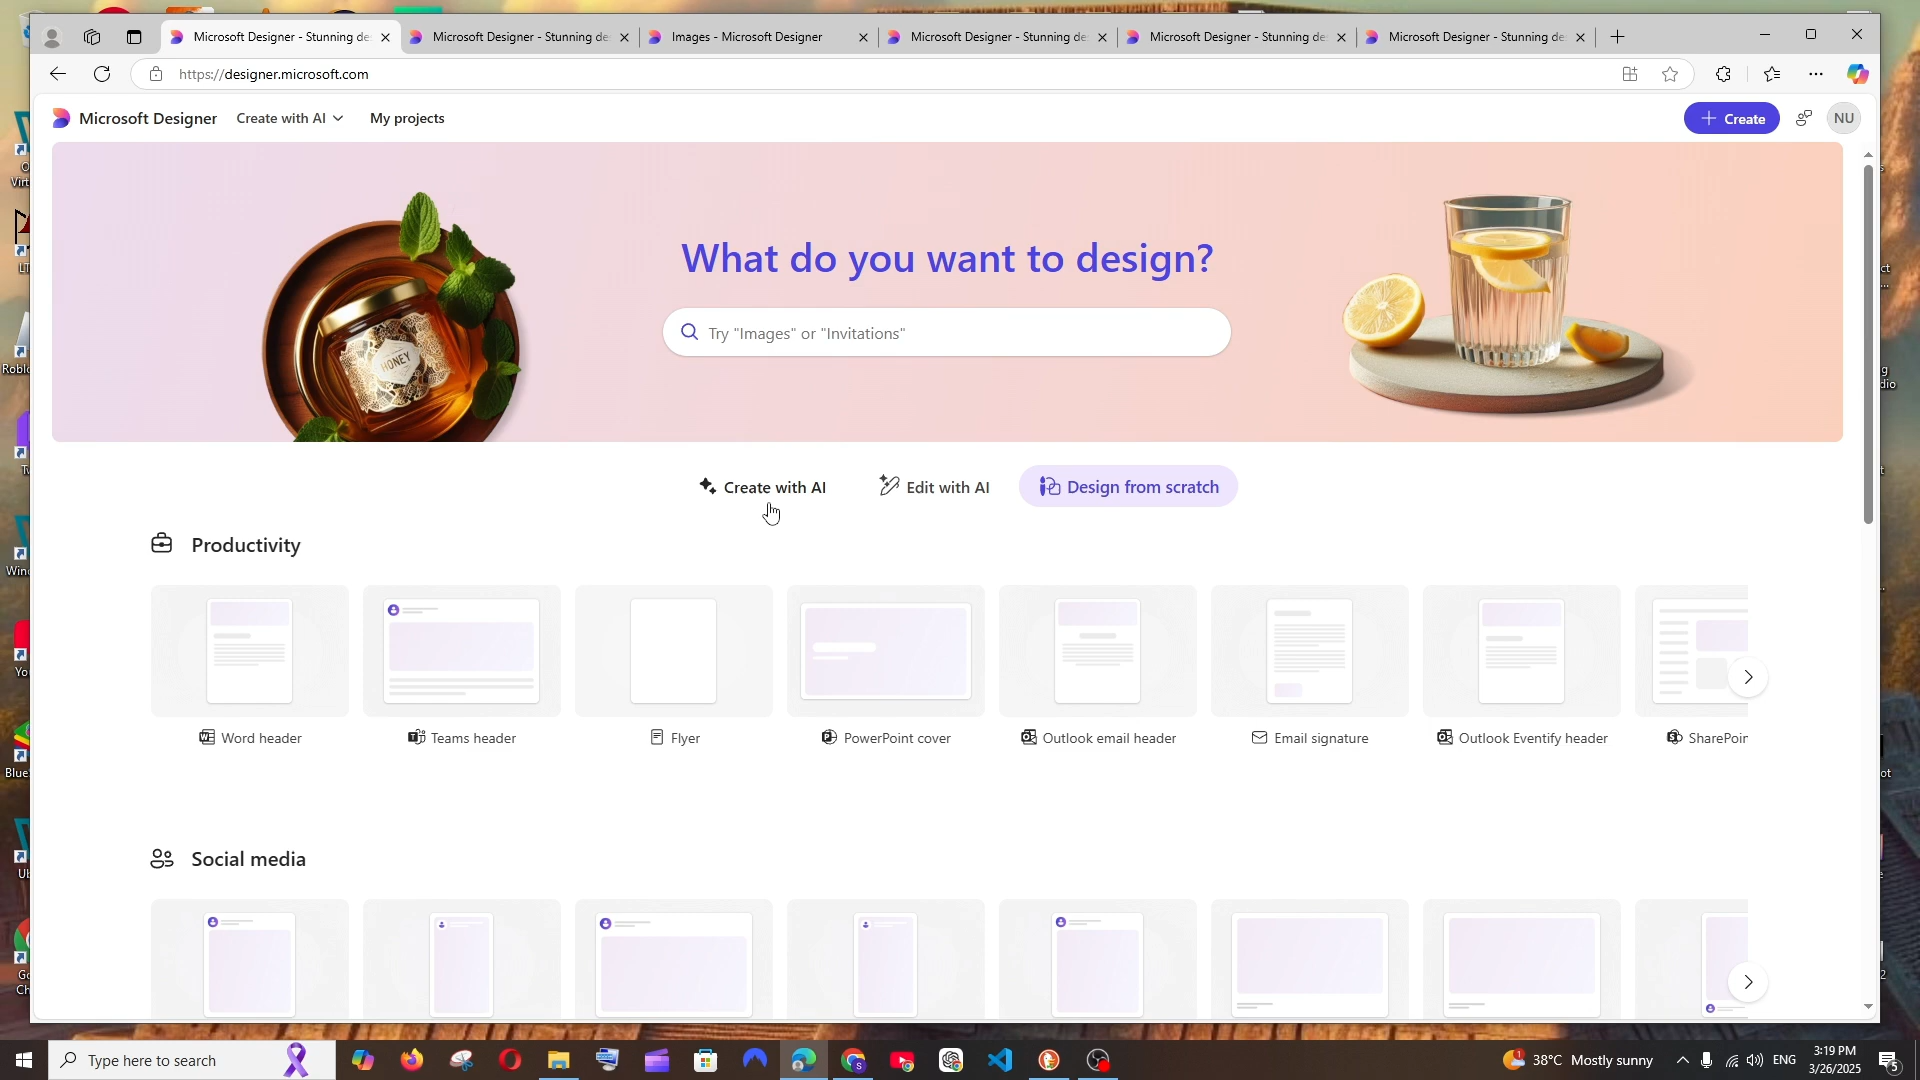 Microsoft Designer - Stunning de
Microsoft Designer - Stunning de
Images - Microsoft Designer
Microsoft Designer - Stunning de
Microsoft Designer - Stunning de
Microsoft Designer - Stunning de
https://designer.microsoft.com
Microsoft Designer
Create with AI
My projects
Create
NU
What do you want to design?
Try "Images" or "Invitations"
HONEY
Create with AI
Edit with AI
Design from scratch
Productivity
Word header
Teams header
Flyer
PowerPoint cover
Outlook email header
Email signature
Outlook Eventify header
SharePoin
Social media
Type here to search
38°C Mostly sunny
ENG
3:19 PM
3/26/2025
5